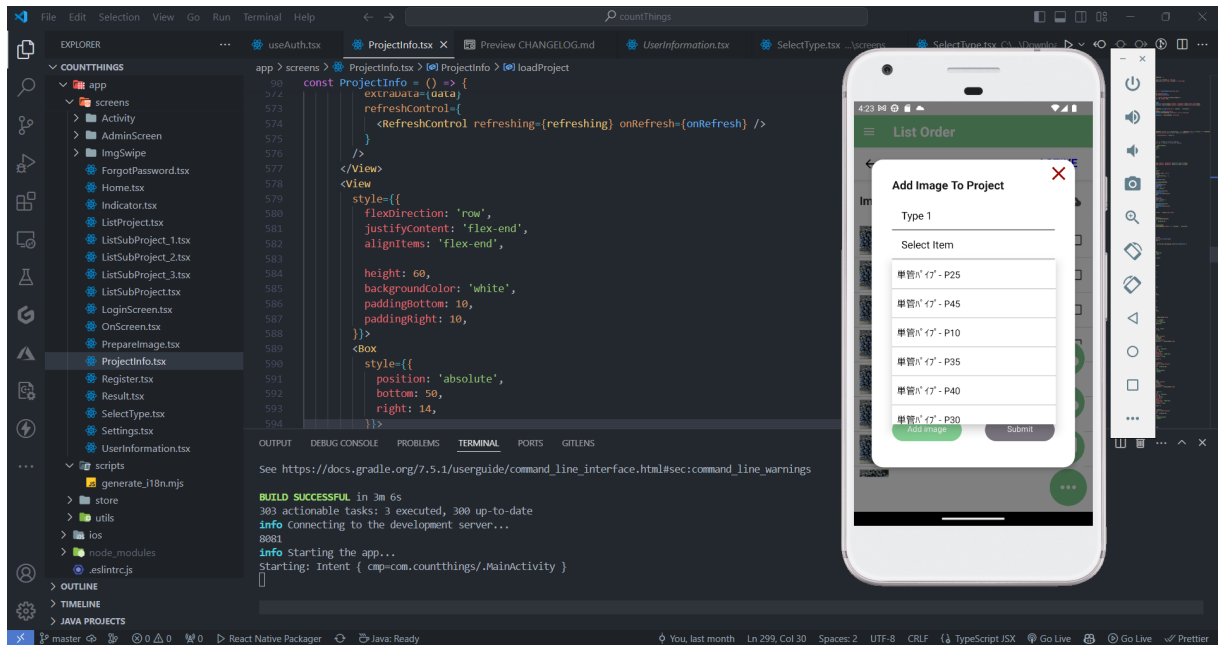 File Edit Selection View Go Run Terminal Help
countThings
EXPLORER
COUNTTHINGS
app
screens
Activity
AdminScreen
ImgSwipe
ForgotPassword.tsx
Home.tsx
Indicator.tsx
ListProject.tsx
ListSubProject_1.tsx
ListSubProject_2.tsx
ListSubProject_3.tsx
ListSubProject.tsx
LoginScreen.tsx
OnScreen.tsx
PrepareImage.tsx
ProjectInfo.tsx
Register.tsx
Result.tsx
SelectType.tsx
Settings.tsx
UserInformation.tsx
scripts
generate_i18n.mjs
store
utils
ios
node_modules
.eslintrc.js
OUTLINE
TIMELINE
JAVA PROJECTS
useAuth.tsx
ProjectInfo.tsx
Preview CHANGELOG.md
UserInformation.tsx
SelectType.tsx ...\screens
SelectType.tsx C:\...\Downloa
app > screens > ProjectInfo.tsx > ProjectInfo > loadProject
90 const ProjectInfo = () => {
572 extraData={data}
573 refreshControl={
574 <RefreshControl refreshing={refreshing} onRefresh={onRefresh} />
575 }
576 />
577 </View>
578 <View
579 style={{
580 flexDirection: 'row',
581 justifyContent: 'flex-end',
582 alignItems: 'flex-end',
583
584 height: 60,
585 backgroundColor: 'white',
586 paddingBottom: 10,
587 paddingRight: 10,
588 }}>
589 <Box
590 style={{
591 position: 'absolute',
592 bottom: 50,
593 right: 14,
594 }}>
OUTPUT DEBUG CONSOLE PROBLEMS TERMINAL PORTS GITLENS
See https://docs.gradle.org/7.5.1/userguide/command_line_interface.html#sec:command_line_warnings
BUILD SUCCESSFUL in 3m 6s
303 actionable tasks: 3 executed, 300 up-to-date
info Connecting to the development server...
8081
info Starting the app...
Starting: Intent { cmp=com.countthings/.MainActivity }
4:23
List Order
Im
Add Image To Project
Type 1
Select Item
単管ﾊﾟｲﾌﾟ- P25
単管ﾊﾟｲﾌﾟ- P45
単管ﾊﾟｲﾌﾟ- P10
単管ﾊﾟｲﾌﾟ- P35
単管ﾊﾟｲﾌﾟ- P40
単管ﾊﾟｲﾌﾟ- P30
Add image
Submit
master 0 0 0 React Native Packager Java: Ready
You, last month Ln 299, Col 30 Spaces: 2 UTF-8 CRLF TypeScript JSX Go Live Go Live Prettier